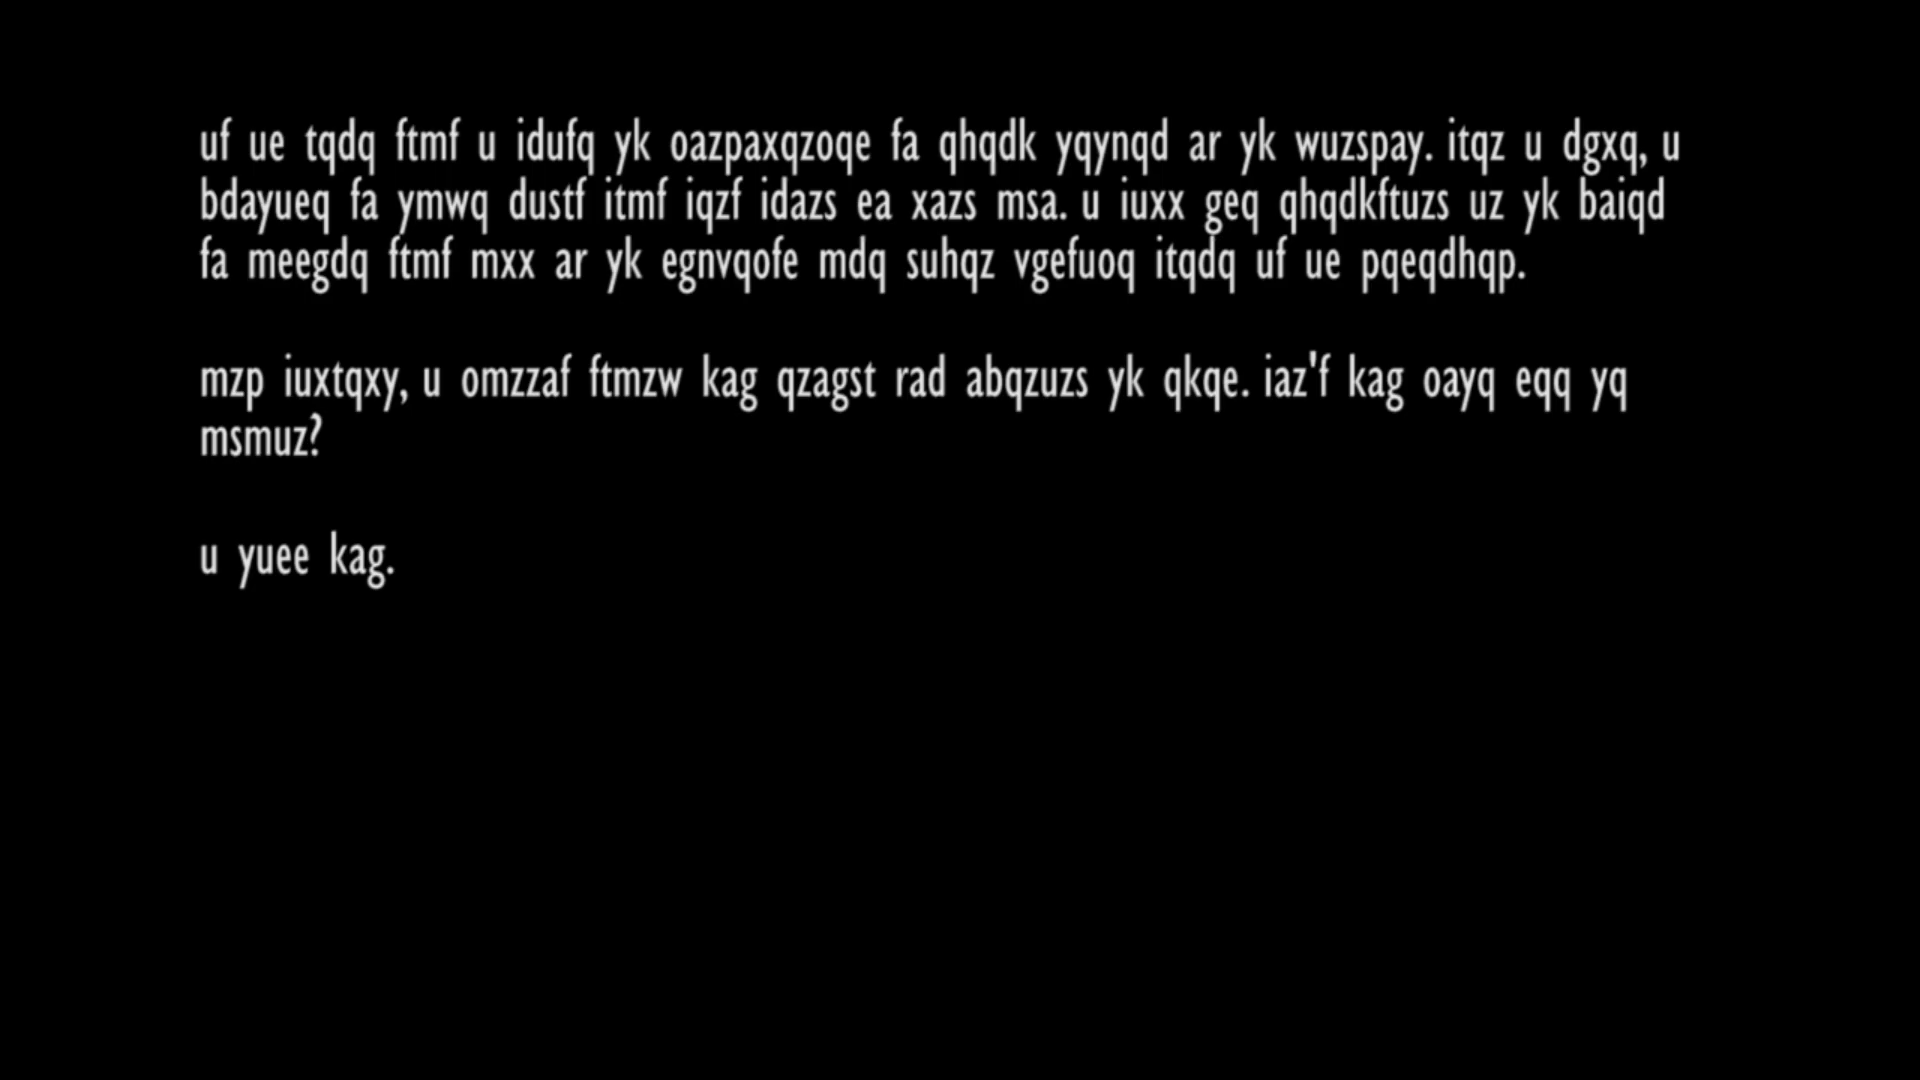 uf ue tqdq ftmf u idufq yk oazpaxqzoqe fa qhqdk yqynqd ar yk wuzspay. itqz u dgxq, u
bdayueq fa ymwq dustf itmf iqzf idazs ea xazs msa. u iuxx geq qhqdkftuzs uz yk baiqd
fa meegdq ftmf mxx ar yk egnvqofe mdq suhqz vgefuoq itqdq uf ue pqeqdhqp.
mzp iuxtqxy, u omzzaf ftmzw kag qzagst rad abqzuzs yk qkqe. iaz'f kag oayq eqq yq
msmuz?
u yuee kag.